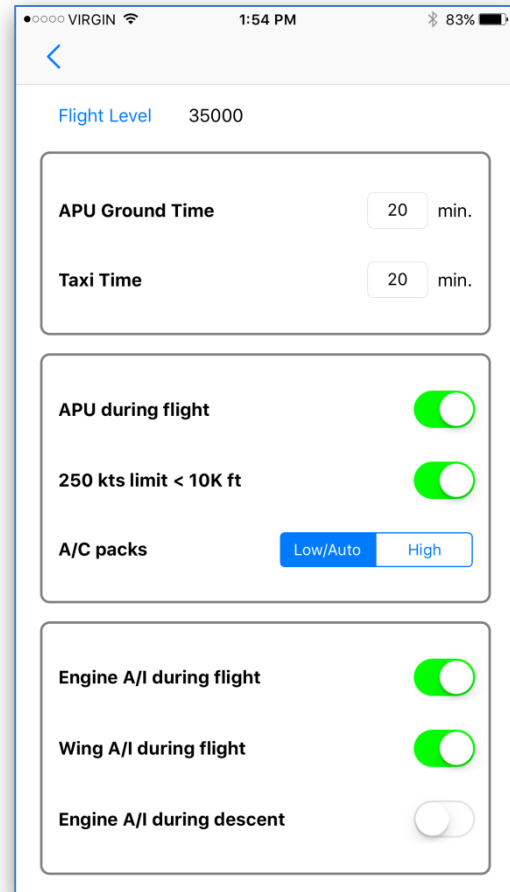 VIRGIN 1:54 PM 83%
Flight Level 35000
APU Ground Time 20 min.
Taxi Time 20 min.
APU during flight
250 kts limit < 10K ft
A/C packs Low/Auto High
Engine A/I during flight
Wing A/I during flight
Engine A/I during descent